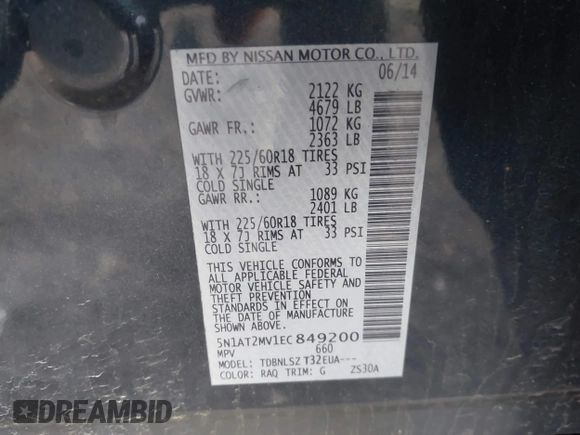 MFD BY NISSAN MOTOR CO., LTD.
DATE: 06/14
GVWR: 2122 KG
4679 LB
GAWR FR.: 1072 KG
2363 LB
WITH 225/60R18 TIRES
18 X 7J RIMS AT 33 PSI
COLD SINGLE
GAWR RR.: 1089 KG
2401 LB
WITH 225/60R18 TIRES
18 X 7J RIMS AT 33 PSI
COLD SINGLE
THIS VEHICLE CONFORMS TO
ALL APPLICABLE FEDERAL
MOTOR VEHICLE SAFETY AND
THEFT PREVENTION
STANDARDS IN EFFECT ON
THE DATE OF MANUFACTURE
SHOWN ABOVE.
5N1AT2MV1EC849200
MPV 660
MODEL: TDBNLSZ T32EUA---
COLOR: RAQ TRIM: G ZS30A
DREAMBID